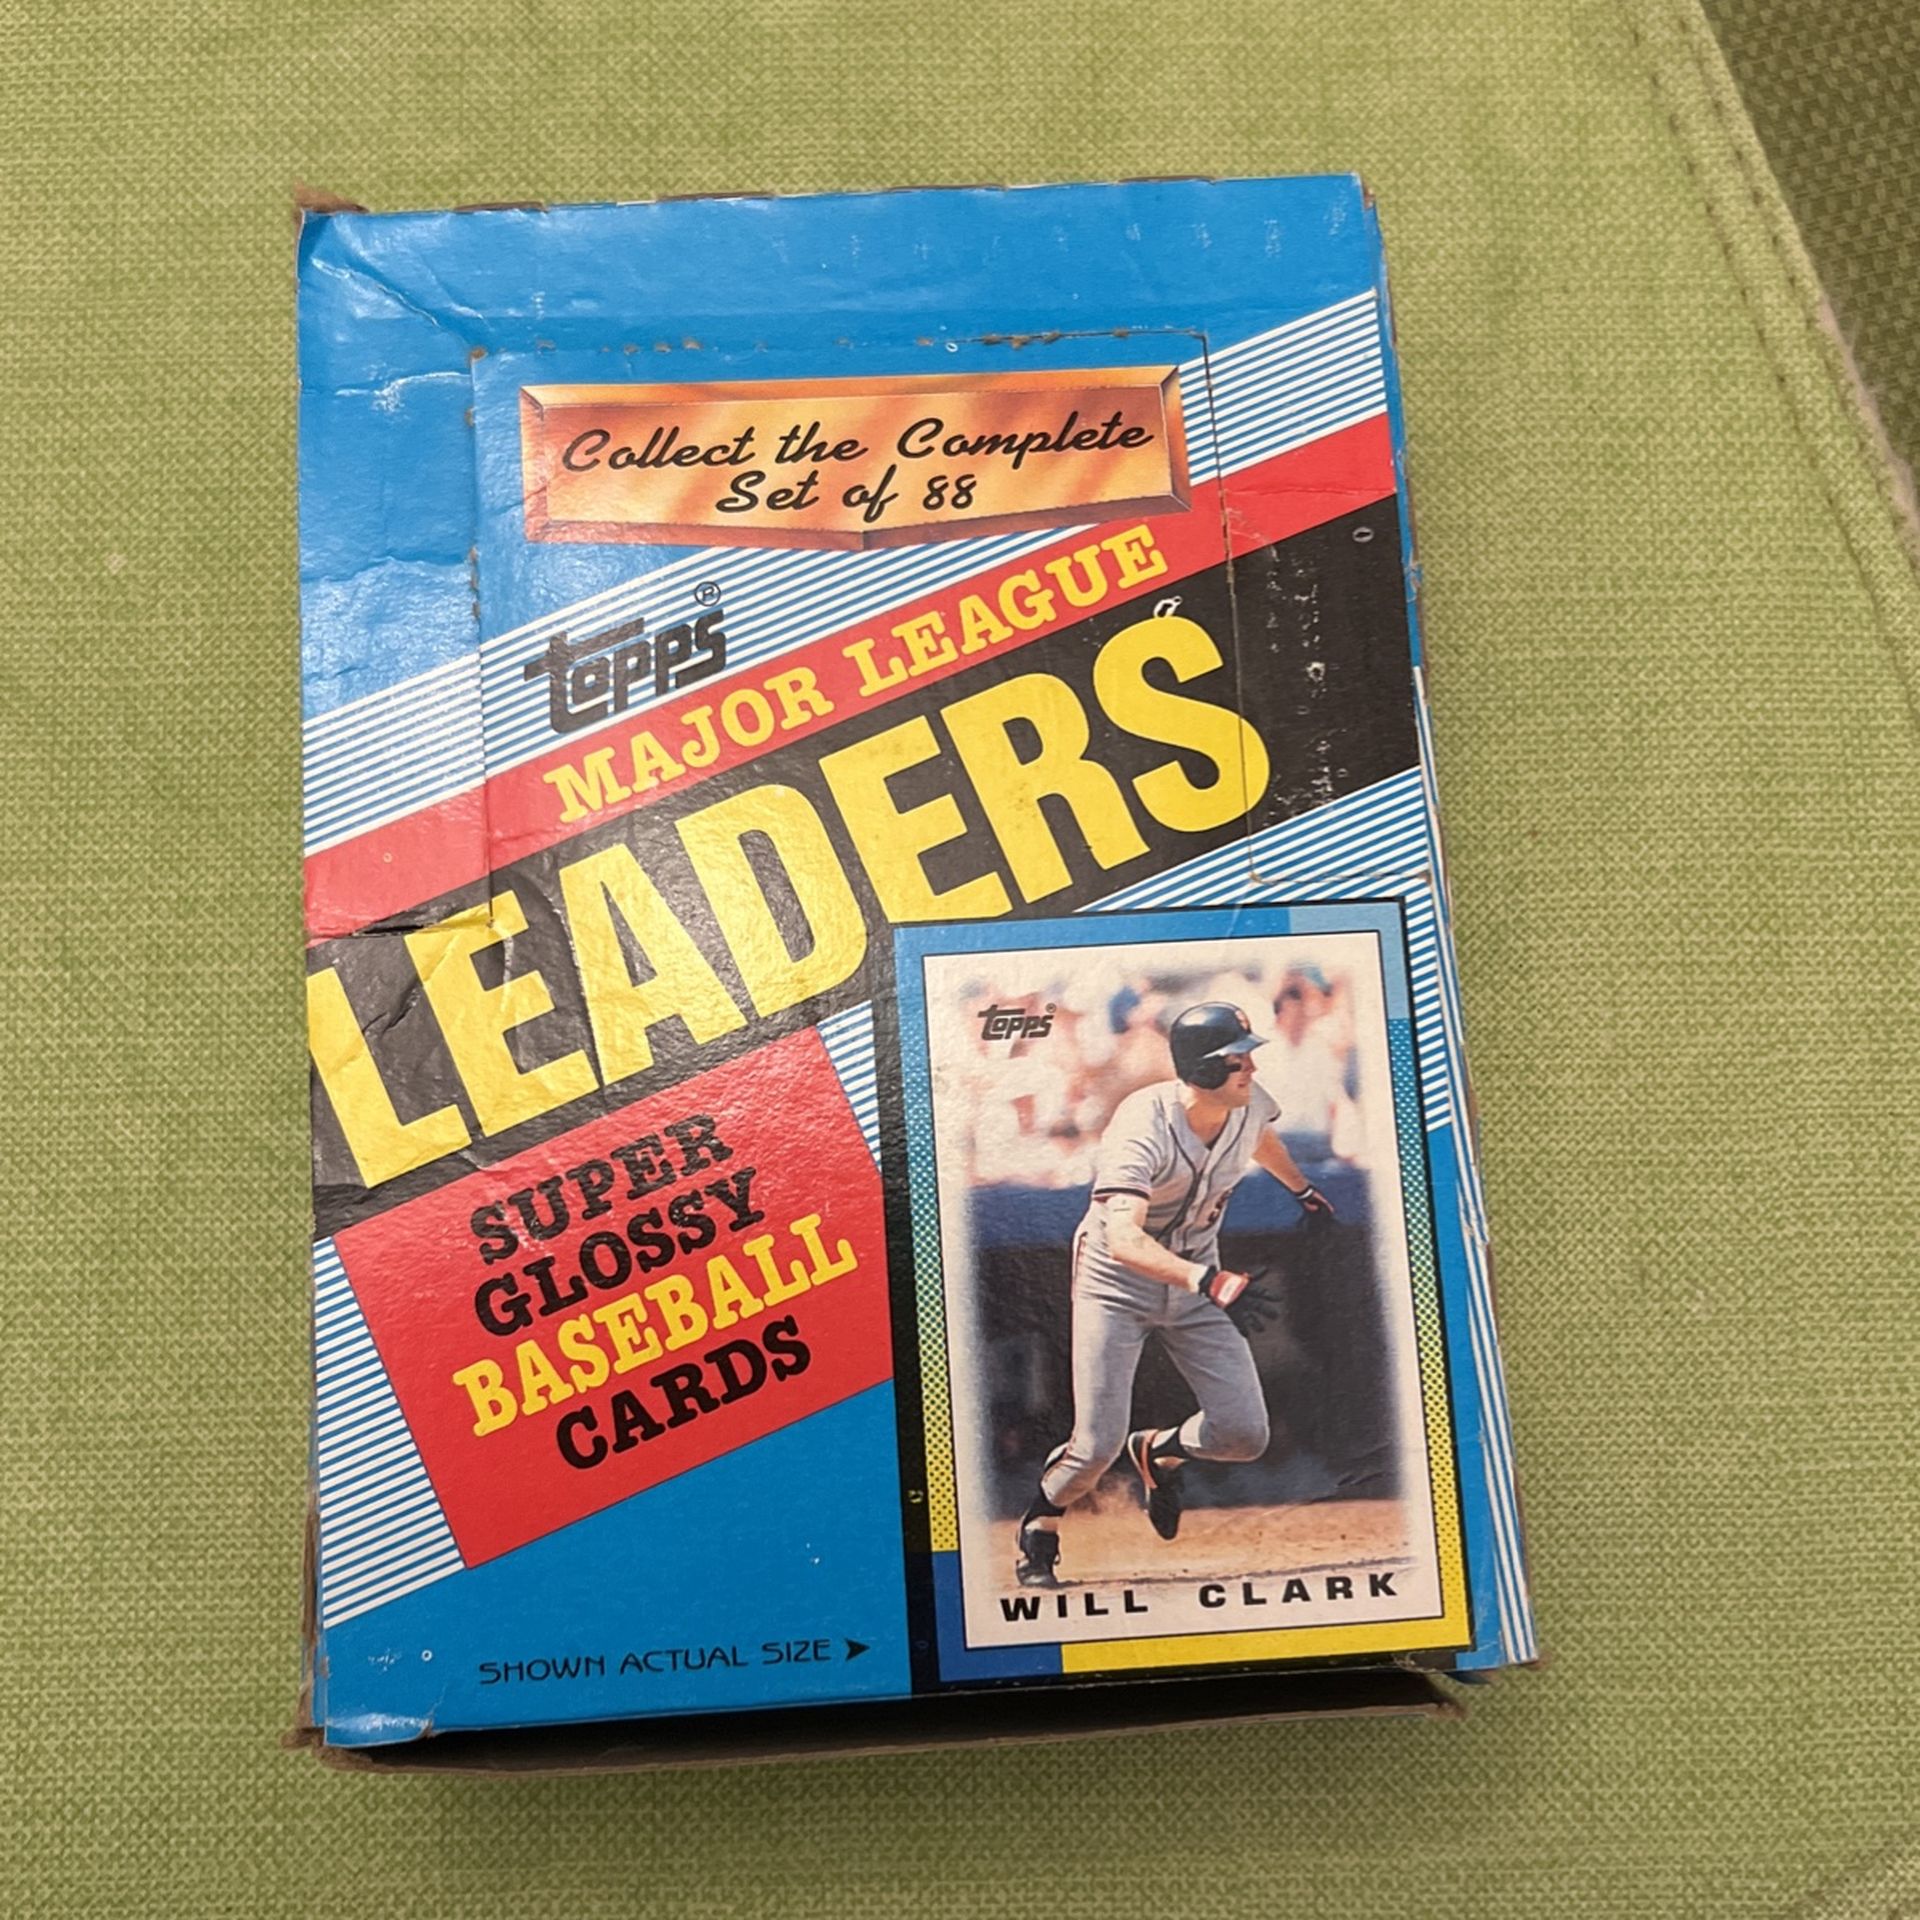 Collect the Complete
Set of 88
topps®
MAJOR LEAGUE
LEADERS
SUPER
GLOSSY
BASEBALL
CARDS
topps®
WILL CLARK
SHOWN ACTUAL SIZE